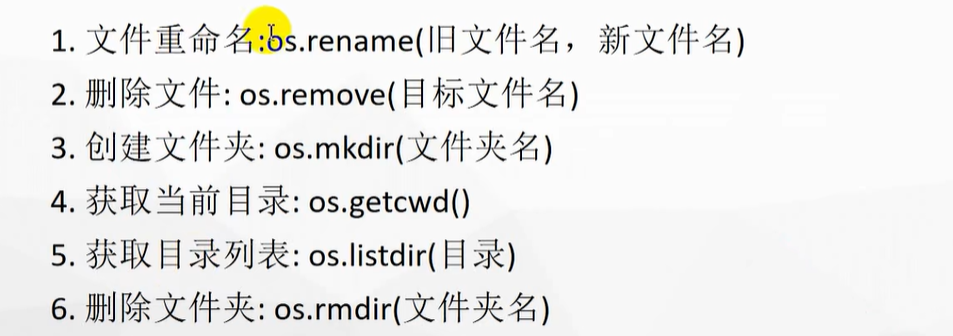 1. 文件重命名:os.rename(旧文件名，新文件名)
2. 删除文件: os.remove(目标文件名)
3. 创建文件夹: os.mkdir(文件夹名)
4. 获取当前目录: os.getcwd()
5. 获取目录列表: os.listdir(目录)
6. 删除文件夹: os.rmdir(文件夹名)